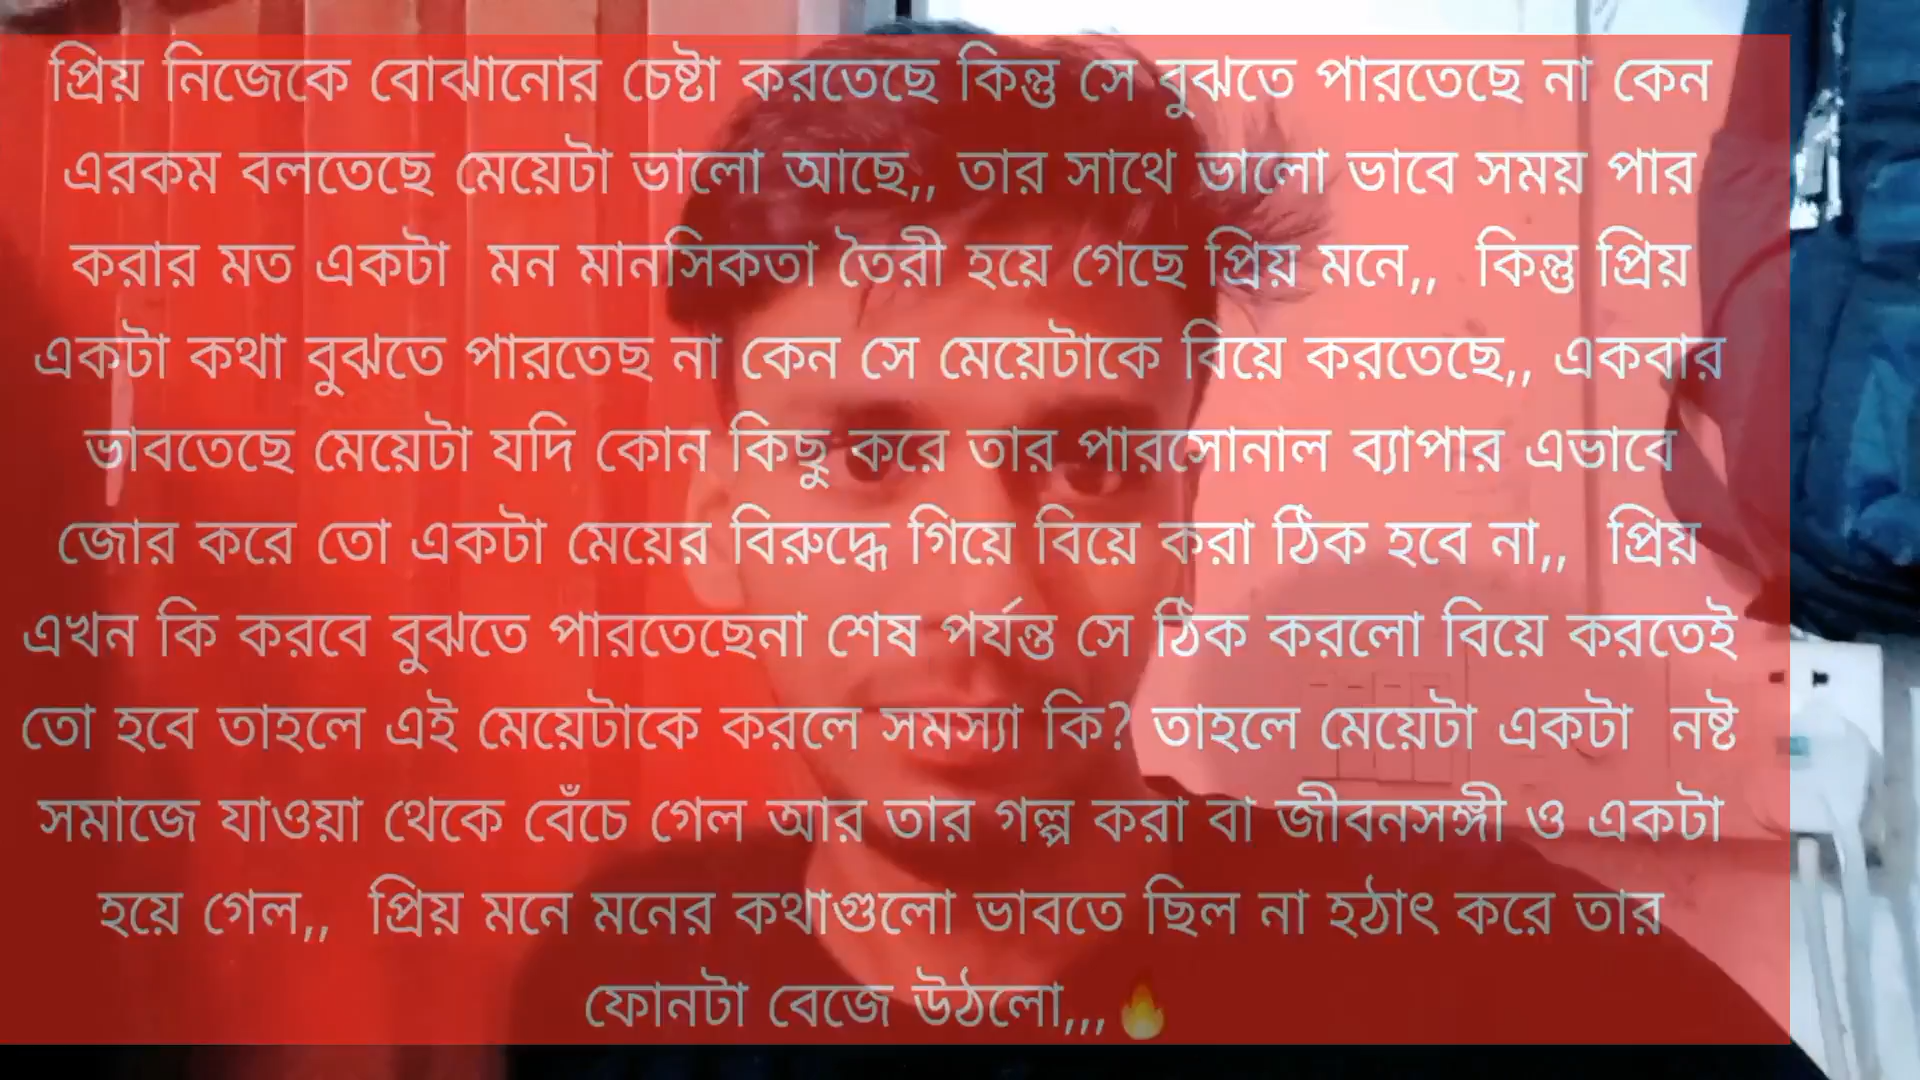 প্রিয় নিজেকে বোঝানোর চেষ্টা করতেছে কিন্তু সে বুঝতে পারতেছে না কেন
এরকম বলতেছে মেয়েটা ভালো আছে,, তার সাথে ভালো ভাবে সময় পার
করার মত একটা মন মানসিকতা তৈরী হয়ে গেছে প্রিয় মনে,, কিন্তু প্রিয়
একটা কথা বুঝতে পারতেছ না কেন সে মেয়েটাকে বিয়ে করতেছে,, একবার
ভাবতেছে মেয়েটা যদি কোন কিছু করে তার পারসোনাল ব্যাপার এভাবে
জোর করে তো একটা মেয়ের বিরুদ্ধে গিয়ে বিয়ে করা ঠিক হবে না,, প্রিয়
এখন কি করবে বুঝতে পারতেছেনা শেষ পর্যন্ত সে ঠিক করলো বিয়ে করতেই
তো হবে তাহলে এই মেয়েটাকে করলে সমস্যা কি? তাহলে মেয়েটা একটা নষ্ট
সমাজে যাওয়া থেকে বেঁচে গেল আর তার গল্প করা বা জীবনসঙ্গী ও একটা
হয়ে গেল,, প্রিয় মনে মনের কথাগুলো ভাবতে ছিল না হঠাৎ করে তার
ফোনটা বেজে উঠলো,,,🔥